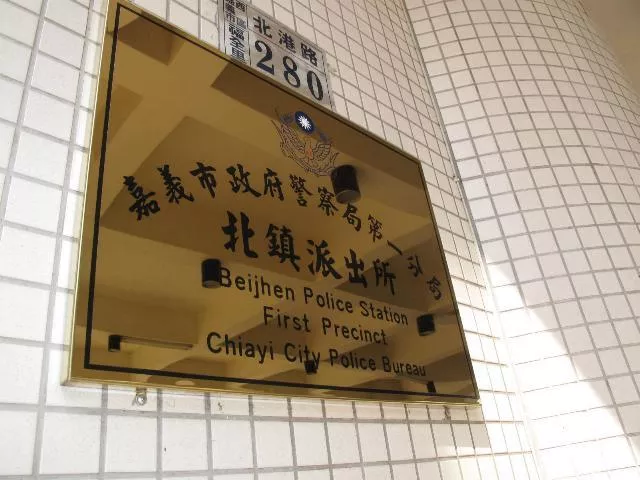 北港路
280
嘉義市政府警察局第一分局
北鎮派出所
Beijhen Police Station
First Precinct
Chiayi City Police Bureau